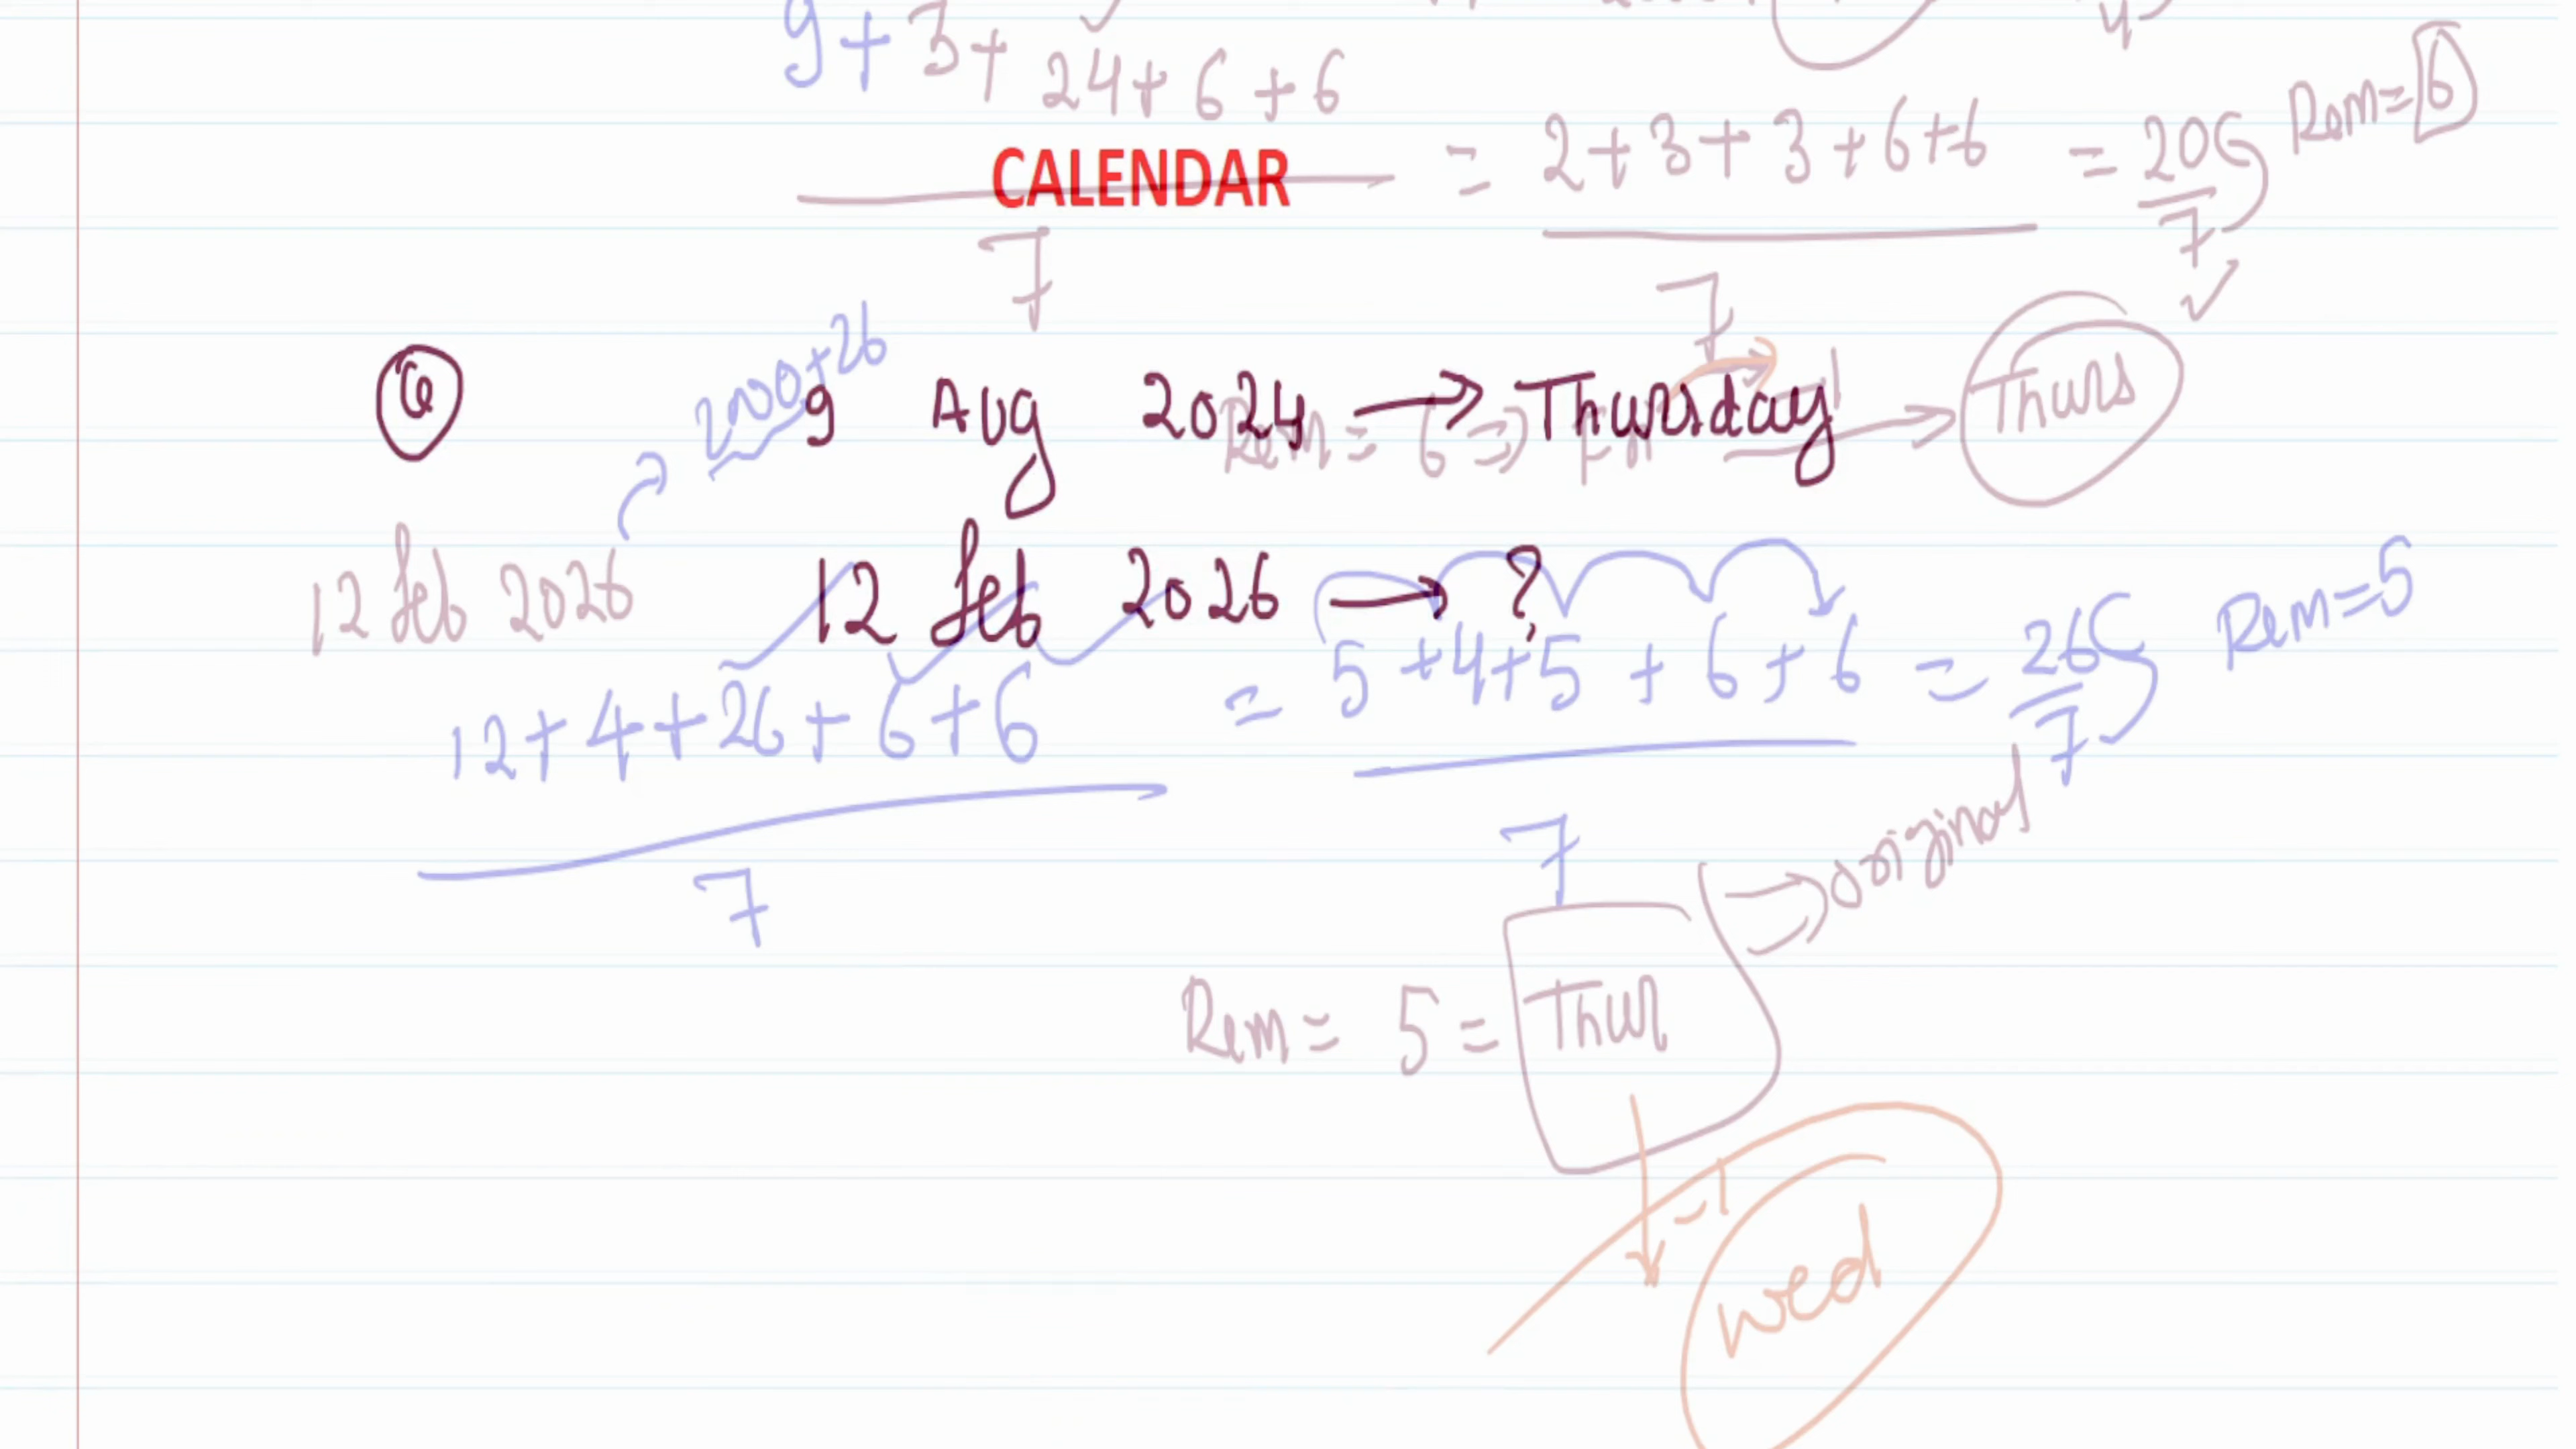 9 + 3 + 24 + 6 + 6
4
CALENDAR = 2 + 3 + 3 + 6 + 6 = 20 Rem = 6
7 7 7
Q 2000+26 9 Aug 2024 → Thursday
Rem = 6 ⇒ Fri → Thurs
12 feb 2026 12 feb 2026 → ?
12 + 4 + 26 + 6 + 6 = 5 + 4 + 5 + 6 + 6 = 26 Rem = 5
7 7 7
⇒ original
Rem = 5 = Thur
-1
wed